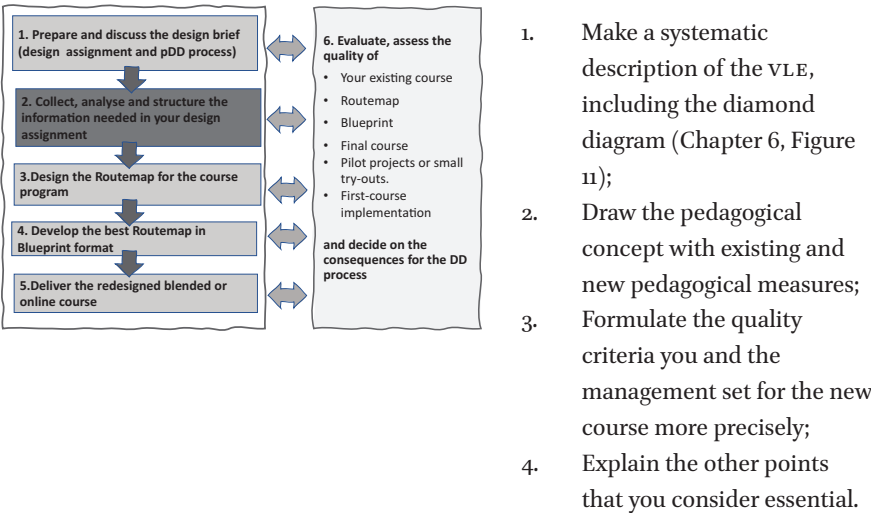 1. Prepare and discuss the design brief
(design assignment and pDD process)
2. Collect, analyse and structure the
information needed in your design
assignment
3.Design the Routemap for the course
program
4. Develop the best Routemap in
Blueprint format
5.Deliver the redesigned blended or
online course
6. Evaluate, assess the
quality of
• Your existing course
• Routemap
• Blueprint
• Final course
• Pilot projects or small
try-outs.
• First-course
implementation
and decide on the
consequences for the DD
process
1. Make a systematic
description of the VLE,
including the diamond
diagram (Chapter 6, Figure
11);
2. Draw the pedagogical
concept with existing and
new pedagogical measures;
3. Formulate the quality
criteria you and the
management set for the new
course more precisely;
4. Explain the other points
that you consider essential.